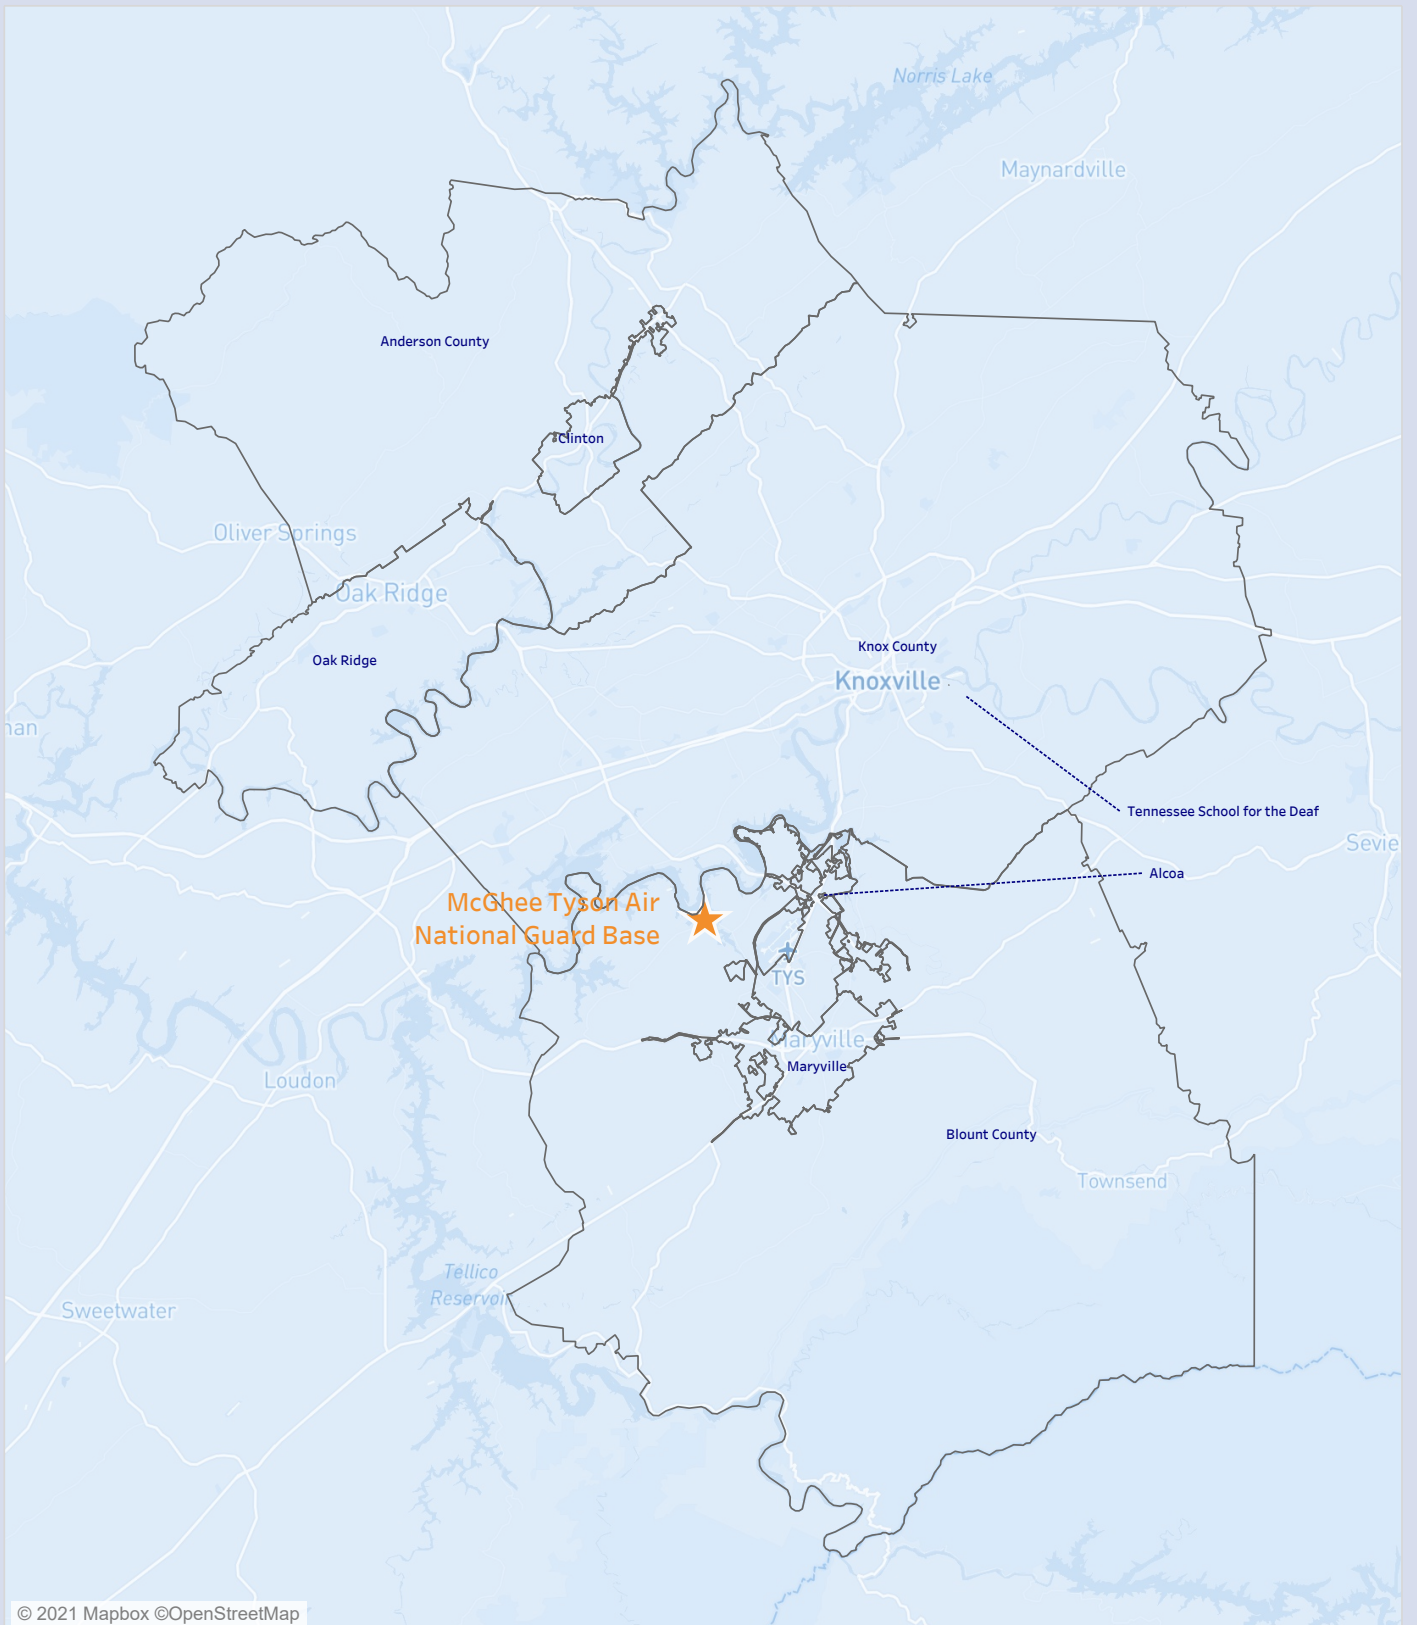 Norris Lake
Maynardville
Anderson County
Clinton
Oliver Springs
Oak Ridge
Oak Ridge
Knox County
Knoxville
Tennessee School for the Deaf
Sevie
Alcoa
McGhee Tyson Air
National Guard Base
TYS
Maryville
Maryville
Loudon
Blount County
Townsend
Tellico
Reservoir
Sweetwater
© 2021 Mapbox ©OpenStreetMap